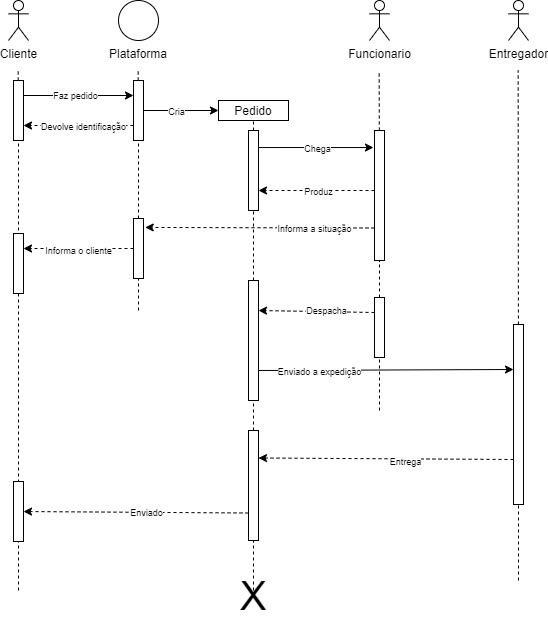 Cliente
Plataforma
Funcionario
Entregador
Faz pedido
Cria
Pedido
Devolve identificação
Chega
Produz
Informa a situação
Informa o cliente
Despacha
Enviado a expedição
Entrega
Enviado
X